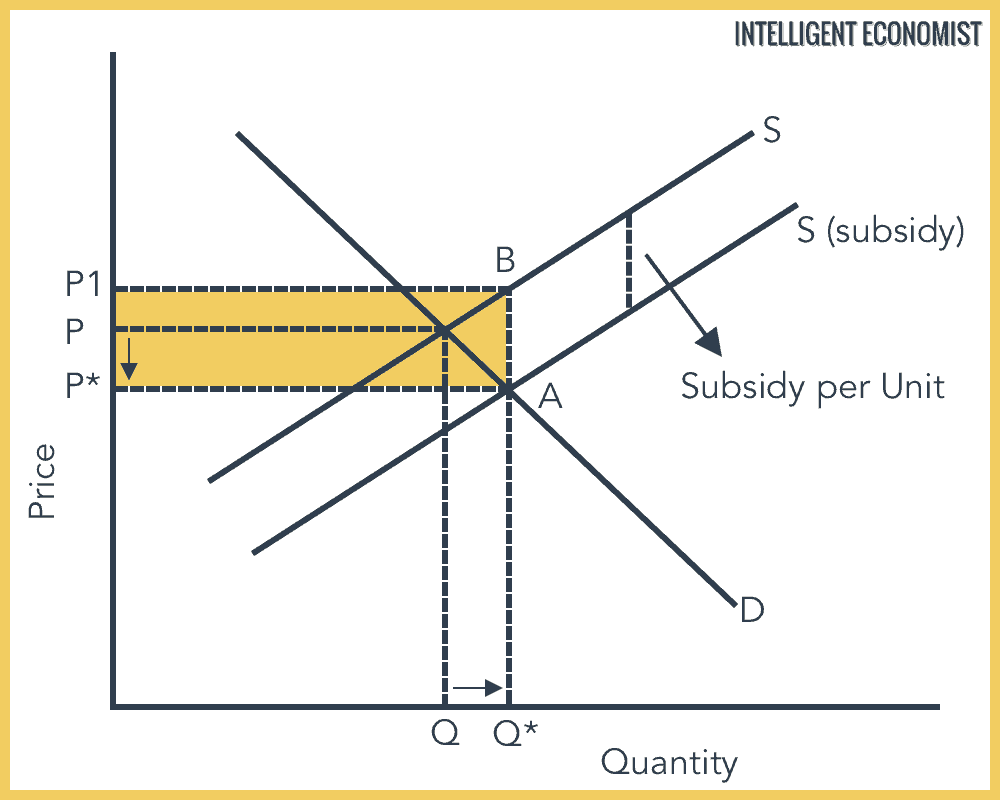 INTELLIGENT ECONOMIST
S
S (subsidy)
B
P1
P
P*
A
Subsidy per Unit
Price
D
Q
Q*
Quantity